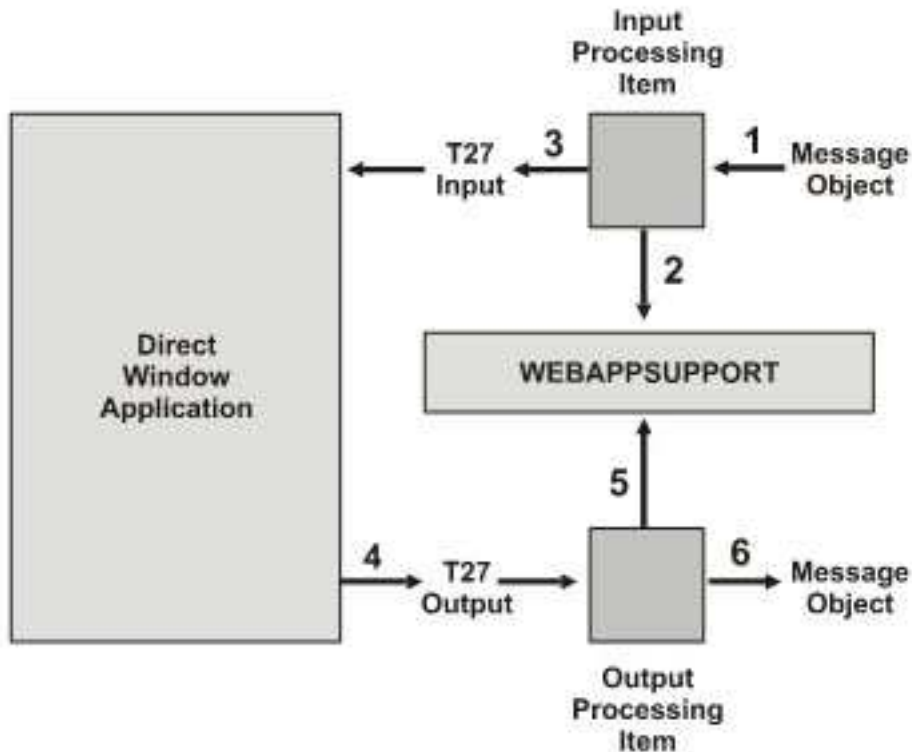 Input
Processing
Item
1
Message
Object
3
T27
Input
2
Direct
Window
Application
WEBAPPSUPPORT
5
4
T27
Output
6
Message
Object
Output
Processing
Item